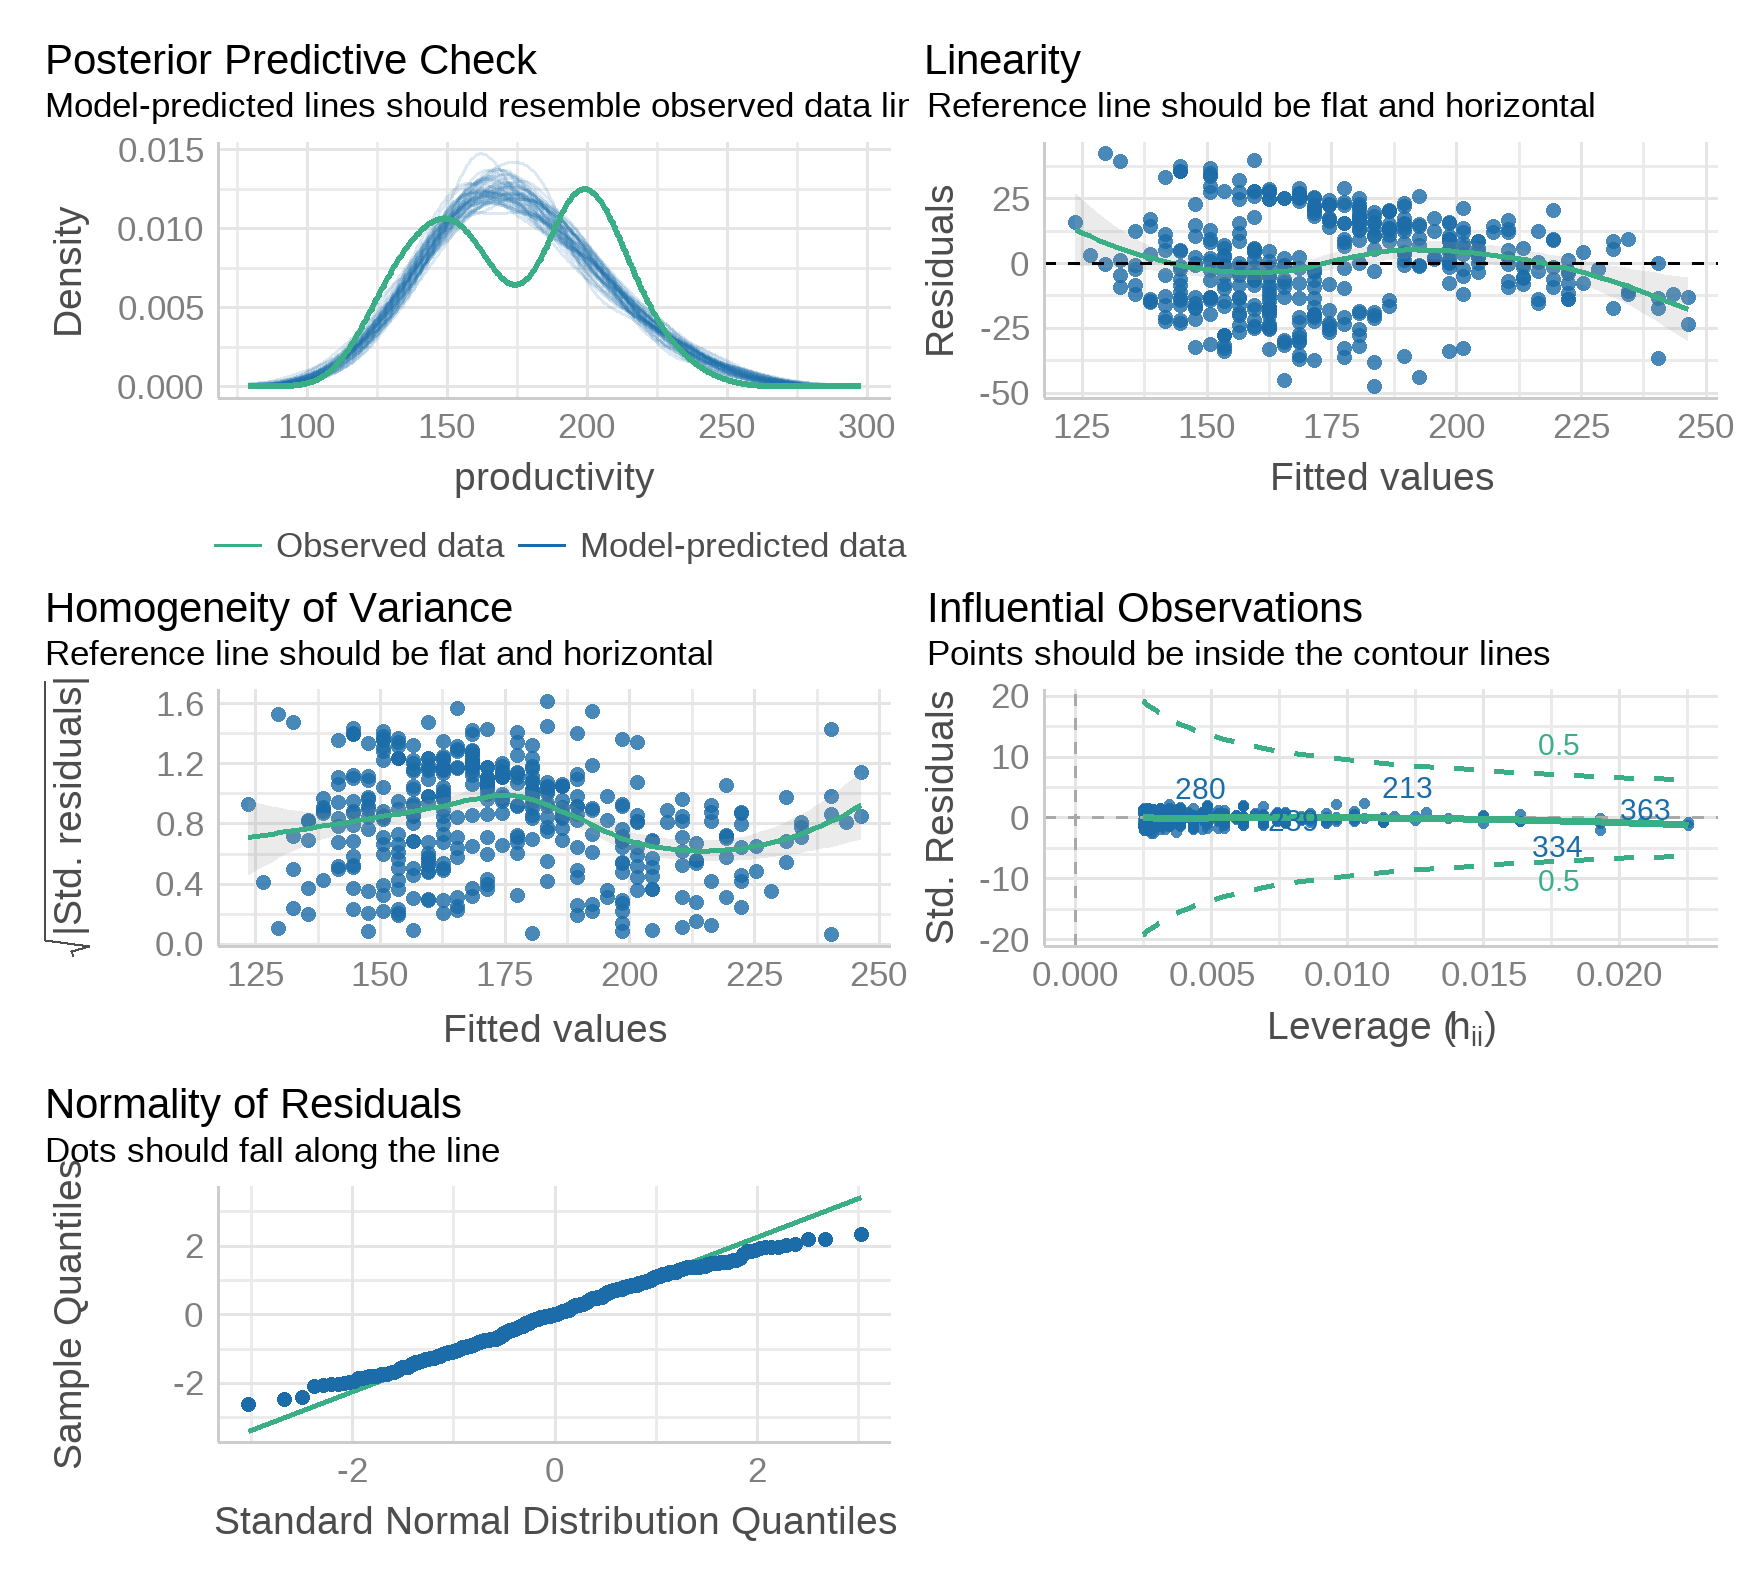 Posterior Predictive Check
Model-predicted lines should resemble observed data lin
0.015
0.010
0.005
0.000
Density
100 150 200 250 300
productivity
Observed data Model-predicted data
Linearity
Reference line should be flat and horizontal
25
0
-25
-50
Residuals
125 150 175 200 225 250
Fitted values
Homogeneity of Variance
Reference line should be flat and horizontal
1.6
1.2
0.8
0.4
0.0
√|Std. residuals|
125 150 175 200 225 250
Fitted values
Influential Observations
Points should be inside the contour lines
20
10
0
-10
-20
Std. Residuals
0.5
280
213
239
363
334
0.5
0.000 0.005 0.010 0.015 0.020
Leverage (hii)
Normality of Residuals
Dots should fall along the line
2
0
-2
Sample Quantiles
-2 0 2
Standard Normal Distribution Quantiles